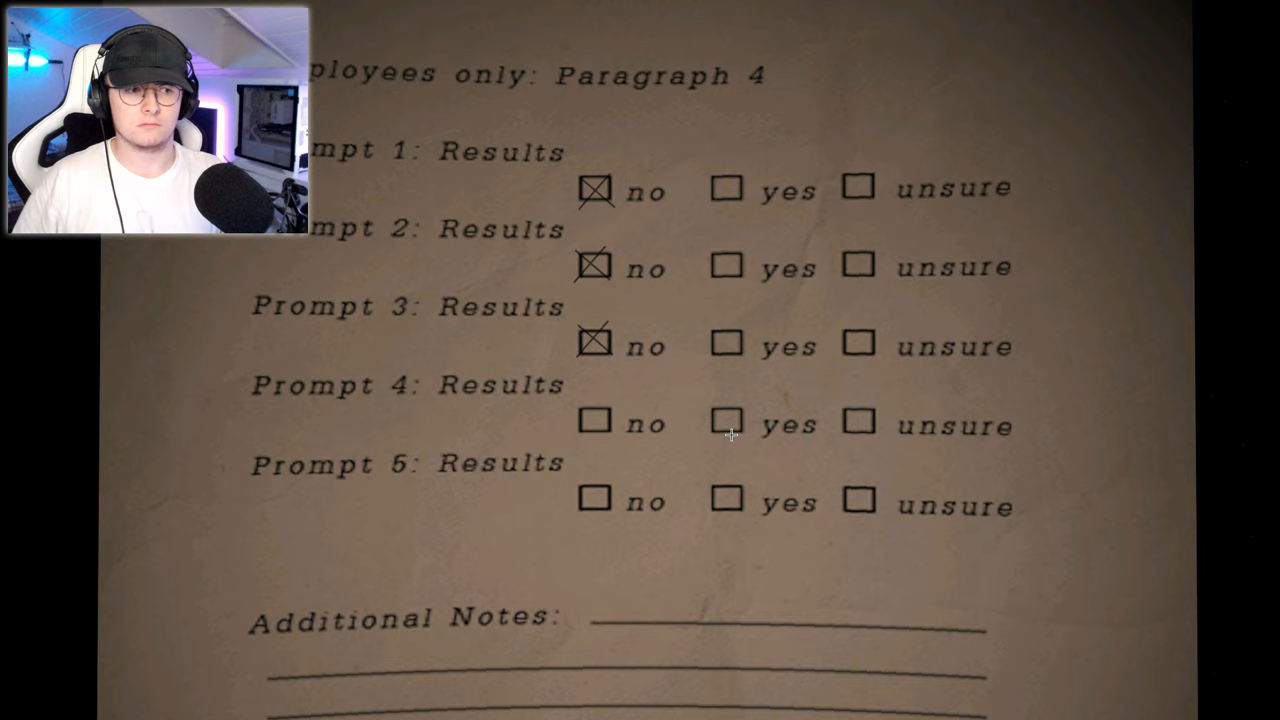 ployees only: Paragraph 4
mpt 1: Results
no yes unsure
mpt 2: Results
no yes unsure
Prompt 3: Results
no yes unsure
Prompt 4: Results
no yes unsure
Prompt 5: Results
no yes unsure
Additional Notes: